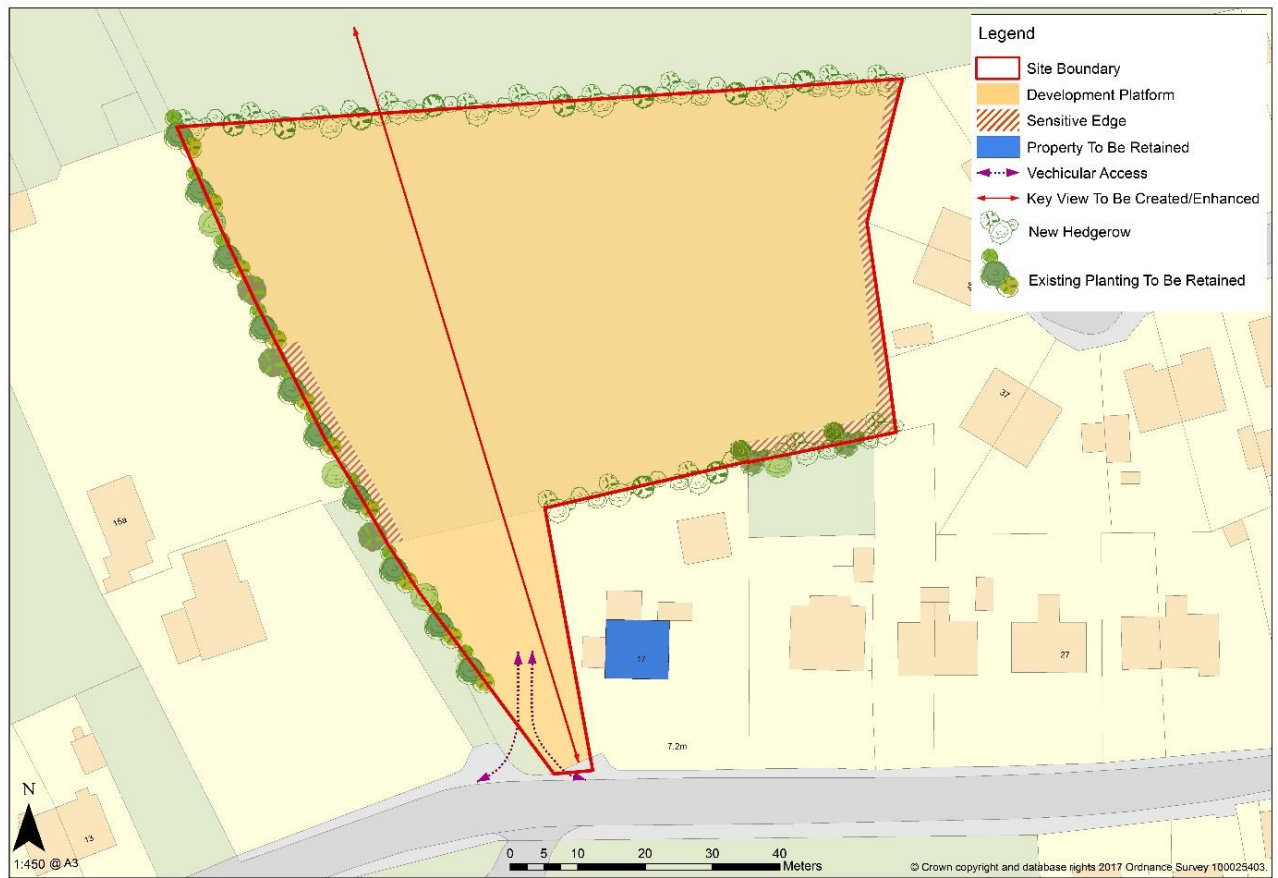 Legend
Site Boundary
Development Platform
Sensitive Edge
Property To Be Retained
Vechicular Access
Key View To Be Created/Enhanced
New Hedgerow
Existing Planting To Be Retained
37
15a
17
27
7.2m
13
N
1:450 @ A3
0 5 10 20 30 40
Meters
© Crown copyright and database rights 2017 Ordnance Survey 100025403.